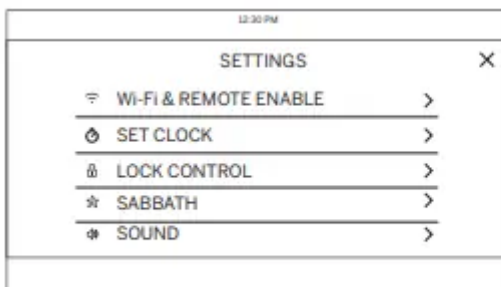 12:30 PM
SETTINGS
Wi-Fi & REMOTE ENABLE
SET CLOCK
LOCK CONTROL
SABBATH
SOUND